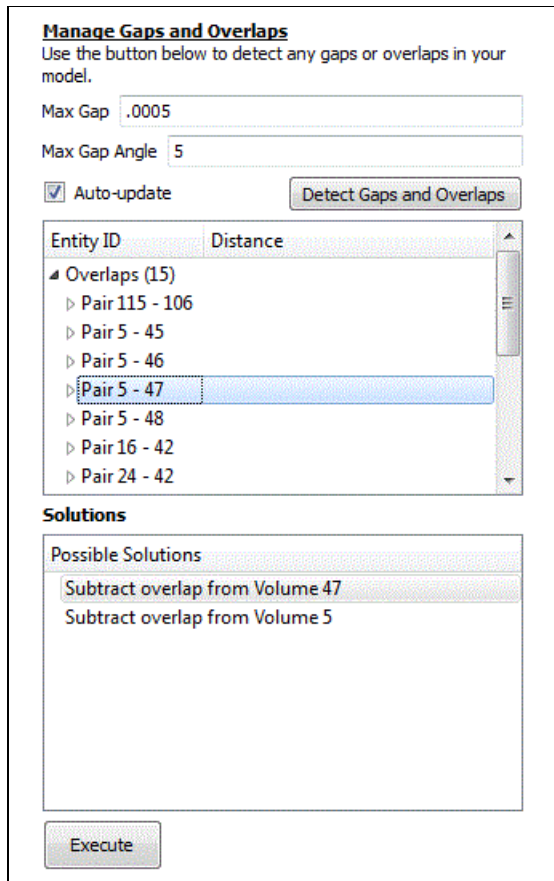 Manage Gaps and Overlaps
Use the button below to detect any gaps or overlaps in your
model.
Max Gap .0005
Max Gap Angle 5
Auto-update Detect Gaps and Overlaps
Entity ID Distance
Overlaps (15)
Pair 115 - 106
Pair 5 - 45
Pair 5 - 46
Pair 5 - 47
Pair 5 - 48
Pair 16 - 42
Pair 24 - 42
Solutions
Possible Solutions
Subtract overlap from Volume 47
Subtract overlap from Volume 5
Execute